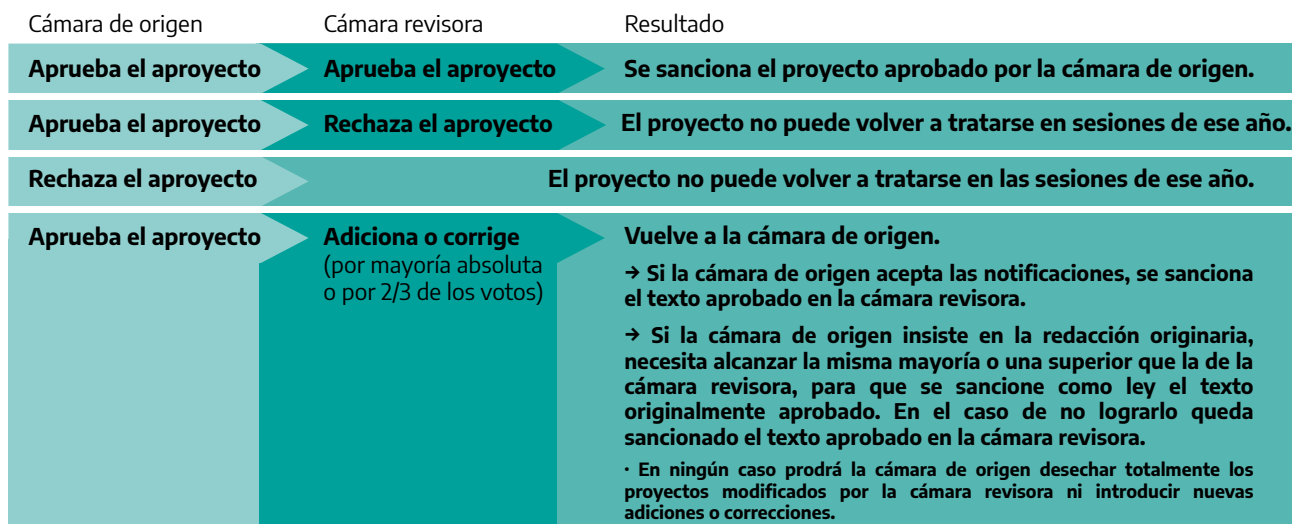 Cámara de origen Cámara revisora Resultado
Aprueba el aproyecto Aprueba el aproyecto Se sanciona el proyecto aprobado por la cámara de origen.
Aprueba el aproyecto Rechaza el aproyecto El proyecto no puede volver a tratarse en sesiones de ese año.
Rechaza el aproyecto El proyecto no puede volver a tratarse en las sesiones de ese año.
Aprueba el aproyecto
Adiciona o corrige
(por mayoría absoluta
o por 2/3 de los votos)
Vuelve a la cámara de origen.
→ Si la cámara de origen acepta las notificaciones, se sanciona
el texto aprobado en la cámara revisora.
→ Si la cámara de origen insiste en la redacción originaria,
necesita alcanzar la misma mayoría o una superior que la de la
cámara revisora, para que se sancione como ley el texto
originalmente aprobado. En el caso de no lograrlo queda
sancionado el texto aprobado en la cámara revisora.
· En ningún caso prodrá la cámara de origen desechar totalmente los
proyectos modificados por la cámara revisora ni introducir nuevas
adiciones o correcciones.